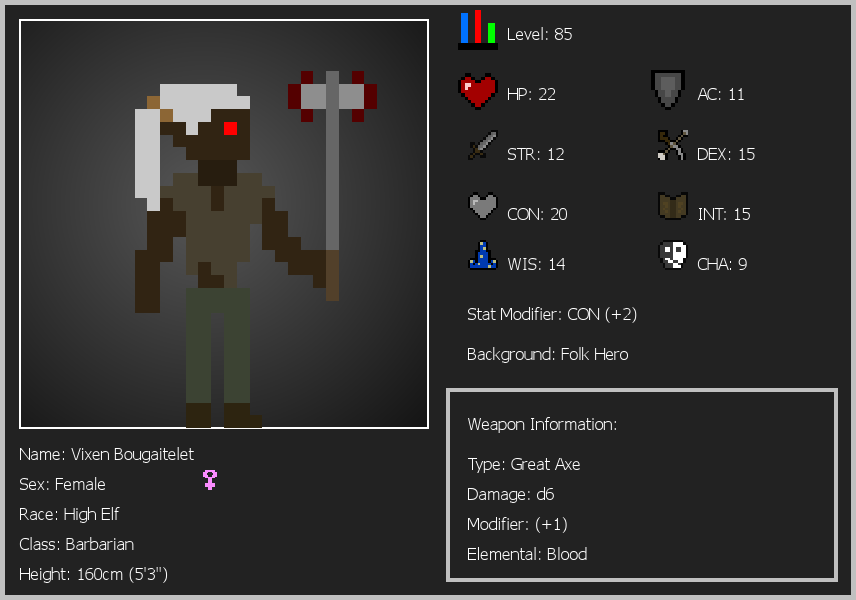 Level: 85
HP: 22
AC: 11
STR: 12
DEX: 15
CON: 20
INT: 15
WIS: 14
CHA: 9
Stat Modifier: CON (+2)
Background: Folk Hero
Name: Vixen Bougaitelet
Sex: Female
Race: High Elf
Class: Barbarian
Height: 160cm (5'3")
Weapon Information:
Type: Great Axe
Damage: d6
Modifier: (+1)
Elemental: Blood